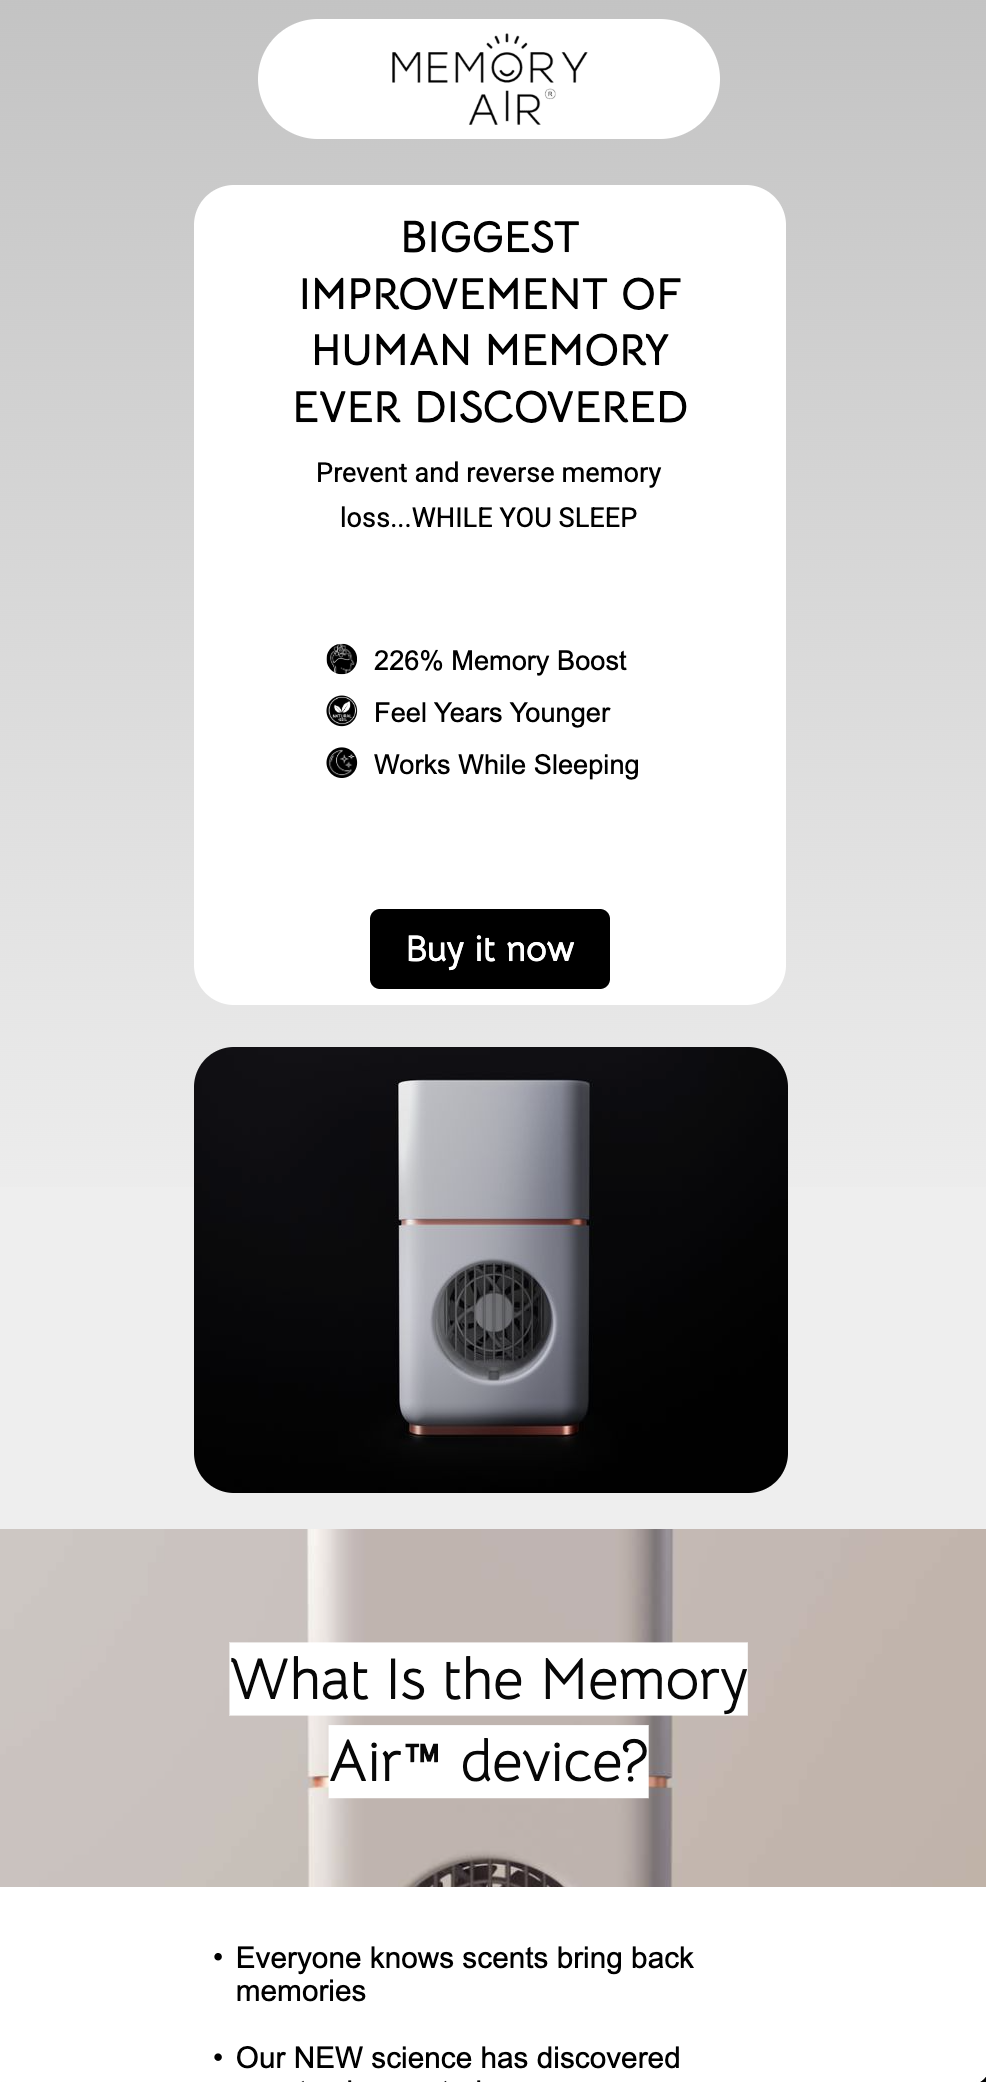 MEMORY
AIR®
BIGGEST
IMPROVEMENT OF
HUMAN MEMORY
EVER DISCOVERED
Prevent and reverse memory
loss...WHILE YOU SLEEP
226% Memory Boost
Feel Years Younger
Works While Sleeping
Buy it now
What Is the Memory
Air™ device?
• Everyone knows scents bring back
memories
• Our NEW science has discovered